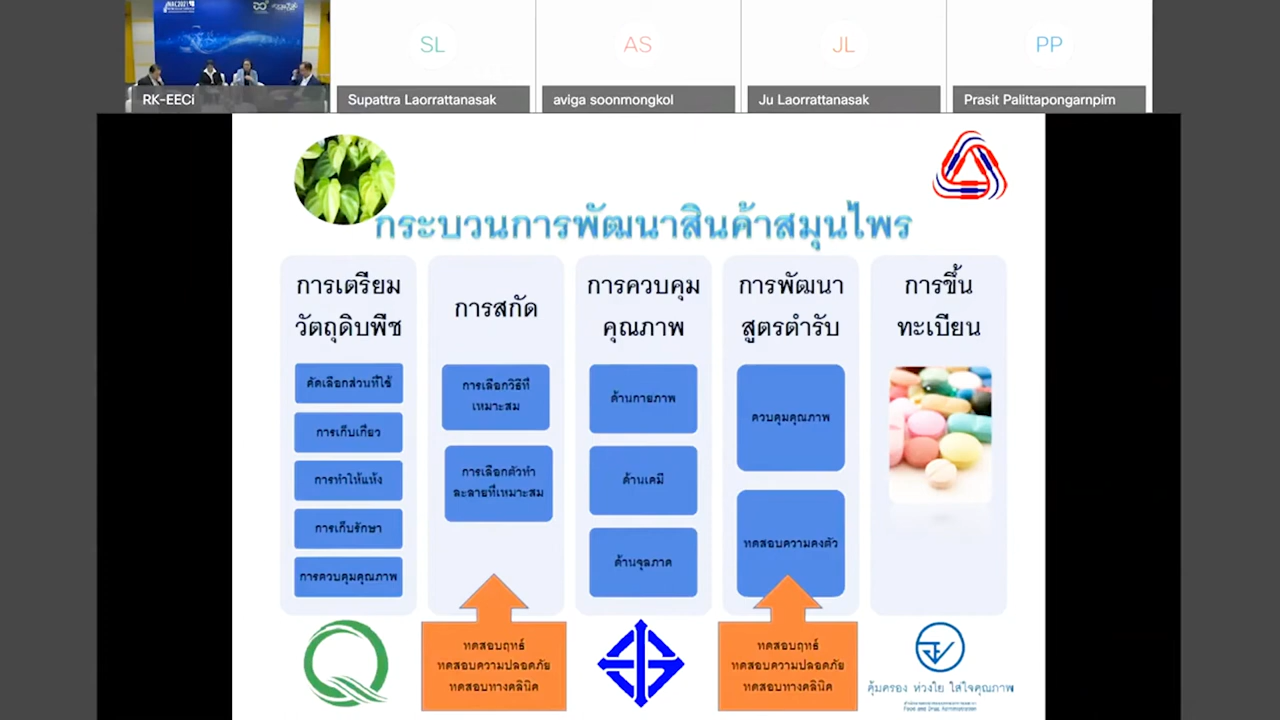 NAC2021
RK-EECi
SL
Supattra Laorrattanasak
AS
aviga soonmongkol
JL
Ju Laorrattanasak
PP
Prasit Palittapongarnpim
กระบวนการพัฒนาสินค้าสมุนไพร
การเตรียม
วัตถุดิบพืช
คัดเลือกส่วนที่ใช้
การเก็บเกี่ยว
การทำให้แห้ง
การเก็บรักษา
การควบคุมคุณภาพ
การสกัด
การเลือกวิธีที่
เหมาะสม
การเลือกตัวทำ
ละลายที่เหมาะสม
ทดสอบฤทธิ์
ทดสอบความปลอดภัย
ทดสอบทางคลินิค
การควบคุม
คุณภาพ
ด้านกายภาพ
ด้านเคมี
ด้านจุลภาค
การพัฒนา
สูตรตำรับ
ควบคุมคุณภาพ
ทดสอบความคงตัว
ทดสอบฤทธิ์
ทดสอบความปลอดภัย
ทดสอบทางคลินิค
การขึ้น
ทะเบียน
คุ้มครอง ห่วงใย ใส่ใจคุณภาพ
Food and Drug Administration